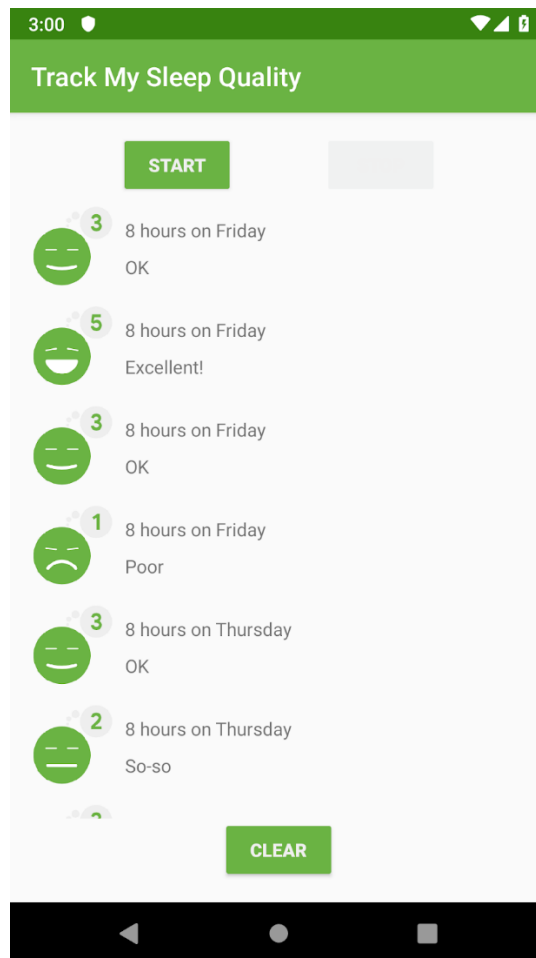 3:00
Track My Sleep Quality
START
3
8 hours on Friday
OK
5
8 hours on Friday
Excellent!
3
8 hours on Friday
OK
1
8 hours on Friday
Poor
3
8 hours on Thursday
OK
2
8 hours on Thursday
So-so
CLEAR